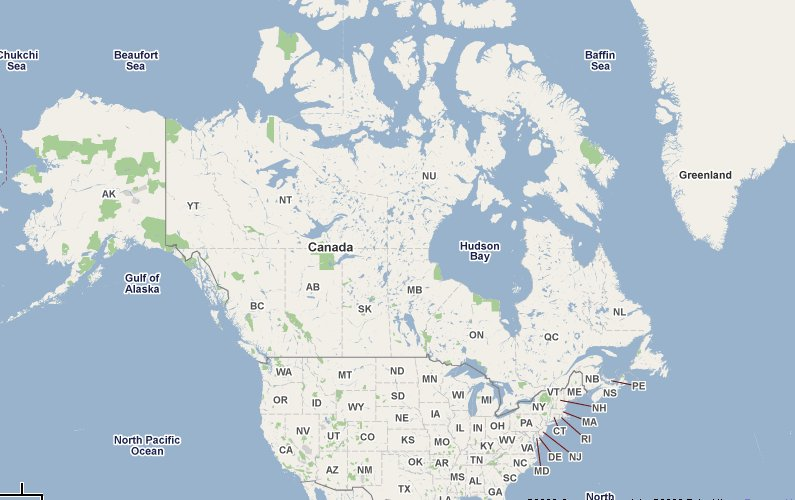 Chukchi
Sea
Beaufort
Sea
Baffin
Sea
Greenland
NU
AK
YT
NT
Canada
Hudson
Bay
Gulf of
Alaska
AB
MB
BC
SK
NL
ON
QC
WA
MT
ND
MN
NB
PE
OR
ID
SD
WI
MI
VT
ME
NS
WY
NE
IA
NY
NH
NV
UT
CO
KS
MO
IL
IN
OH
PA
MA
CT
RI
North Pacific
Ocean
CA
KY
WV
VA
DE
NJ
MD
AZ
NM
OK
AR
TN
NC
TX
LA
MS
AL
SC
GA
North